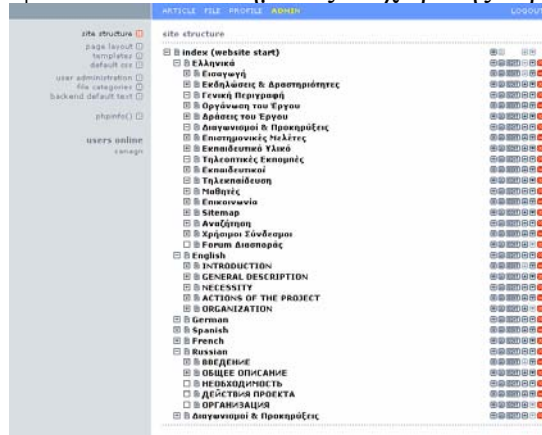 ARTICLE FILE PROFILE ADMIN LOGOUT
site structure
page layout
templates
default css
user administration
file categories
backend default text
phpinfo()
users online
site structure
index (website start)
Ελληνικά
Εισαγωγή
Εκδηλώσεις & Δραστηριότητες
Γενική Περιγραφή
Οργάνωση του Έργου
Δράσεις του Έργου
Διαγωνισμοί & Προκηρύξεις
Επιστημονικές Μελέτες
Εκπαιδευτικό Υλικό
Τηλεοπτικές Εκπομπές
Εκπαιδευτικοί
Τηλεκπαίδευση
Μαθητές
Επικοινωνία
Sitemap
Αναζήτηση
Χρήσιμοι Σύνδεσμοι
Forum Διασποράς
English
INTRODUCTION
GENERAL DESCRIPTION
NECESSITY
ACTIONS OF THE PROJECT
ORGANIZATION
German
Spanish
French
Russian
ВВЕДЕНИЕ
ОБЩЕЕ ОПИСАНИЕ
НЕОБХОДИМОСТЬ
ДЕЙСТВИЯ ПРОЕКТА
ОРГАНИЗАЦИЯ
Διαγωνισμοί & Προκηρύξεις